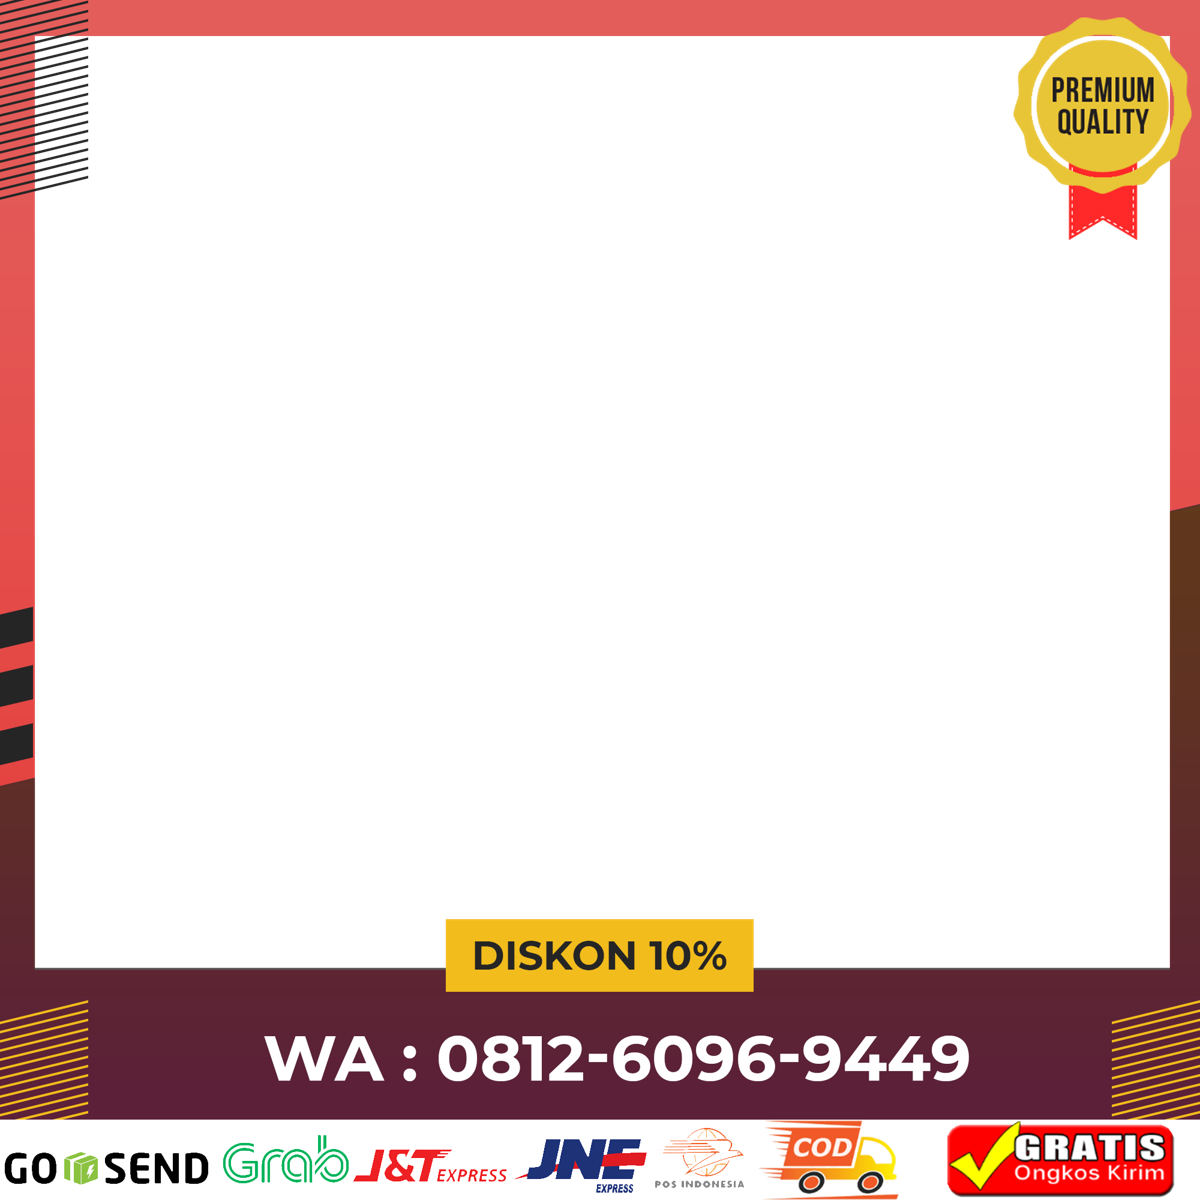 PREMIUM
QUALITY
DISKON 10%
WA : 0812-6096-9449
GO SEND Grab J&T EXPRESS JNE EXPRESS POS INDONESIA COD GRATIS
Ongkos Kirim